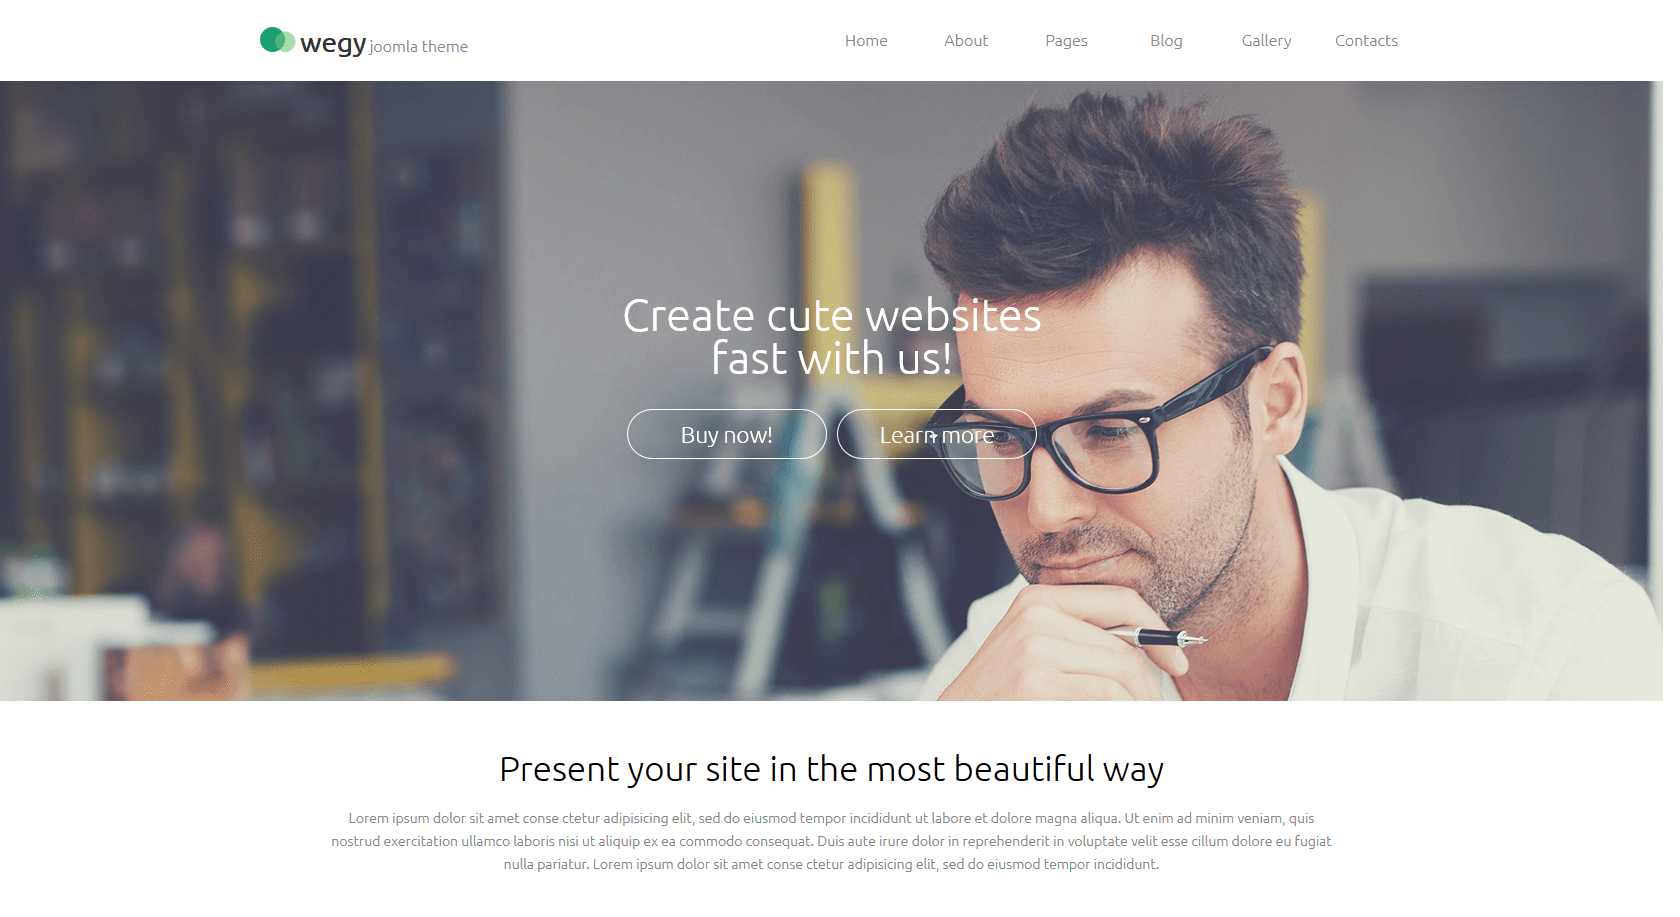 wegy joomla theme
Home About Pages Blog Gallery Contacts
Create cute websites
fast with us!
Buy now! Learn more
Present your site in the most beautiful way
Lorem ipsum dolor sit amet conse ctetur adipisicing elit, sed do eiusmod tempor incididunt ut labore et dolore magna aliqua. Ut enim ad minim veniam, quis
nostrud exercitation ullamco laboris nisi ut aliquip ex ea commodo consequat. Duis aute irure dolor in reprehenderit in voluptate velit esse cillum dolore eu fugiat
nulla pariatur. Lorem ipsum dolor sit amet conse ctetur adipisicing elit, sed do eiusmod tempor incididunt.